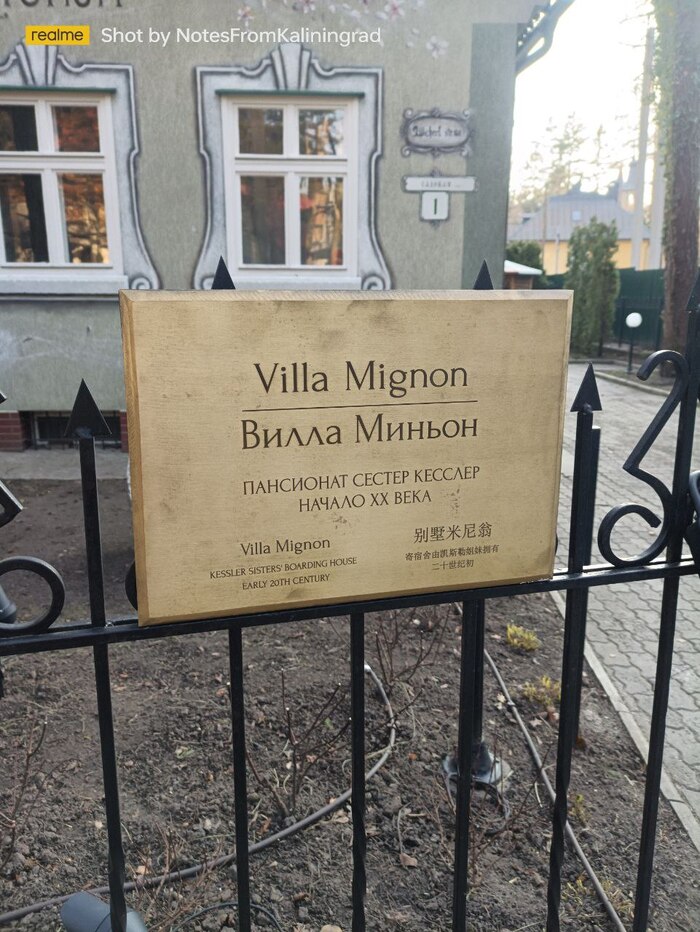 realme Shot by NotesFromKaliningrad
1
Villa Mignon
Вилла Миньон
ПАНСИОНАТ СЕСТЕР КЕССЛЕР
НАЧАЛО XX ВЕКА
Villa Mignon
KESSLER SISTERS' BOARDING HOUSE
EARLY 20TH CENTURY
别墅米尼翁
寄宿舍由凯斯勒姐妹拥有
二十世纪初